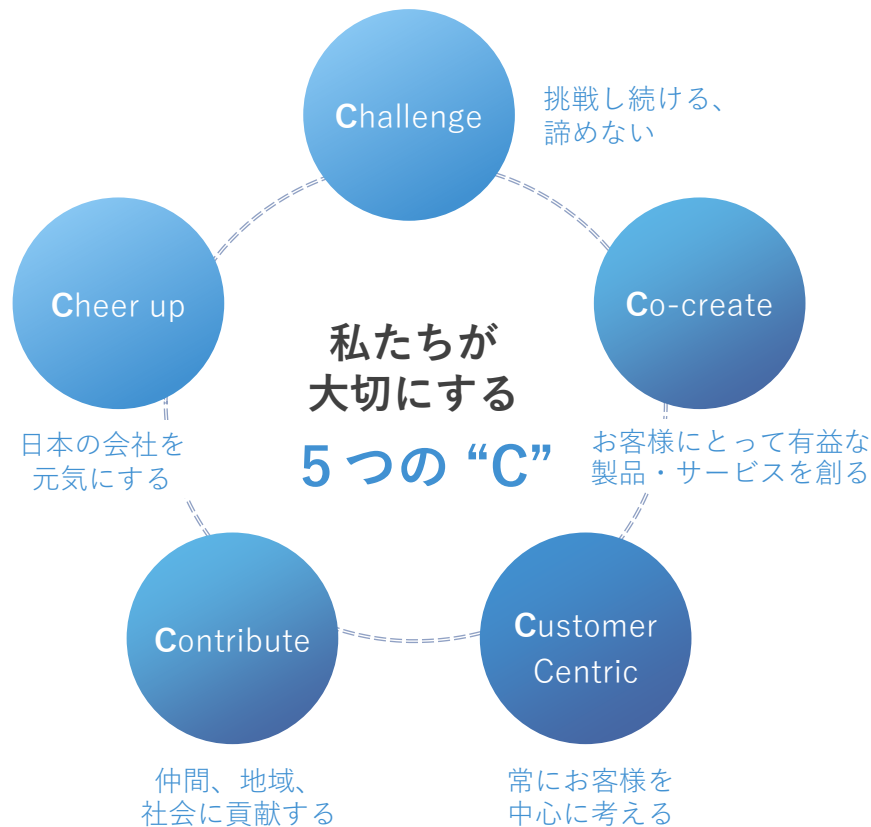 Challenge
挑戦し続ける、
諦めない
Co-create
お客様にとって有益な
製品・サービスを創る
Customer
Centric
常にお客様を
中心に考える
Contribute
仲間、地域、
社会に貢献する
Cheer up
日本の会社を
元気にする
私たちが
大切にする
5つの “C”